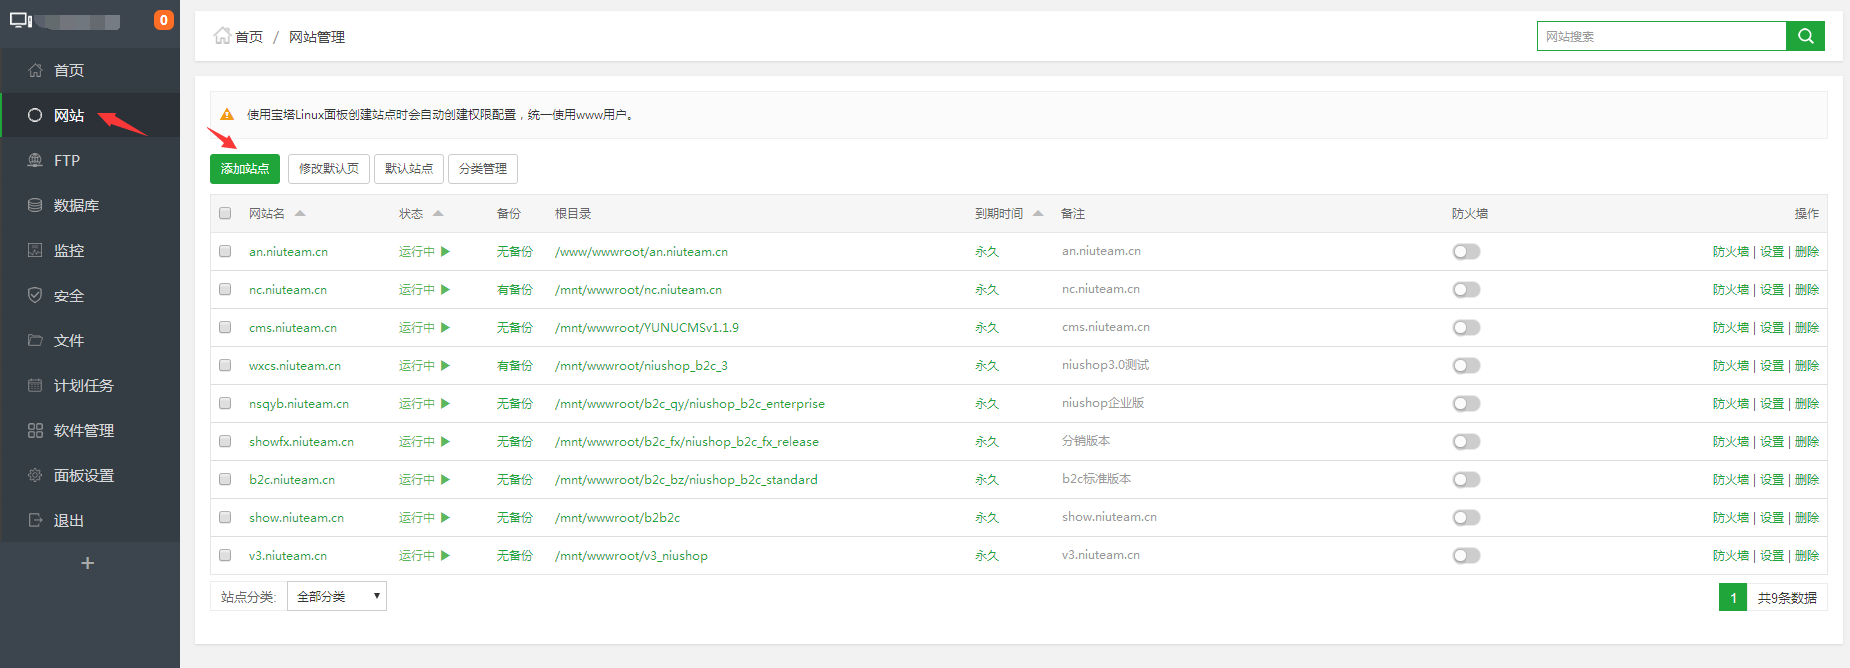 0
首页
网站
FTP
数据库
监控
安全
文件
计划任务
软件管理
面板设置
退出
+
首页 / 网站管理
网站搜索
使用宝塔Linux面板创建站点时会自动创建权限配置，统一使用www用户。
添加站点 修改默认页 默认站点 分类管理
网站名 状态 备份 根目录 到期时间 备注 防火墙 操作
an.niuteam.cn 运行中 无备份 /www/wwwroot/an.niuteam.cn 永久 an.niuteam.cn 防火墙 | 设置 | 删除
nc.niuteam.cn 运行中 有备份 /mnt/wwwroot/nc.niuteam.cn 永久 nc.niuteam.cn 防火墙 | 设置 | 删除
cms.niuteam.cn 运行中 无备份 /mnt/wwwroot/YUNUCMSv1.1.9 永久 cms.niuteam.cn 防火墙 | 设置 | 删除
wxcs.niuteam.cn 运行中 有备份 /mnt/wwwroot/niushop_b2c_3 永久 niushop3.0测试 防火墙 | 设置 | 删除
nsqyb.niuteam.cn 运行中 无备份 /mnt/wwwroot/b2c_qy/niushop_b2c_enterprise 永久 niushop企业版 防火墙 | 设置 | 删除
showfx.niuteam.cn 运行中 无备份 /mnt/wwwroot/b2c_fx/niushop_b2c_fx_release 永久 分销版本 防火墙 | 设置 | 删除
b2c.niuteam.cn 运行中 无备份 /mnt/wwwroot/b2c_bz/niushop_b2c_standard 永久 b2c标准版本 防火墙 | 设置 | 删除
show.niuteam.cn 运行中 无备份 /mnt/wwwroot/b2b2c 永久 show.niuteam.cn 防火墙 | 设置 | 删除
v3.niuteam.cn 运行中 无备份 /mnt/wwwroot/v3_niushop 永久 v3.niuteam.cn 防火墙 | 设置 | 删除
站点分类: 全部分类 1 共9条数据